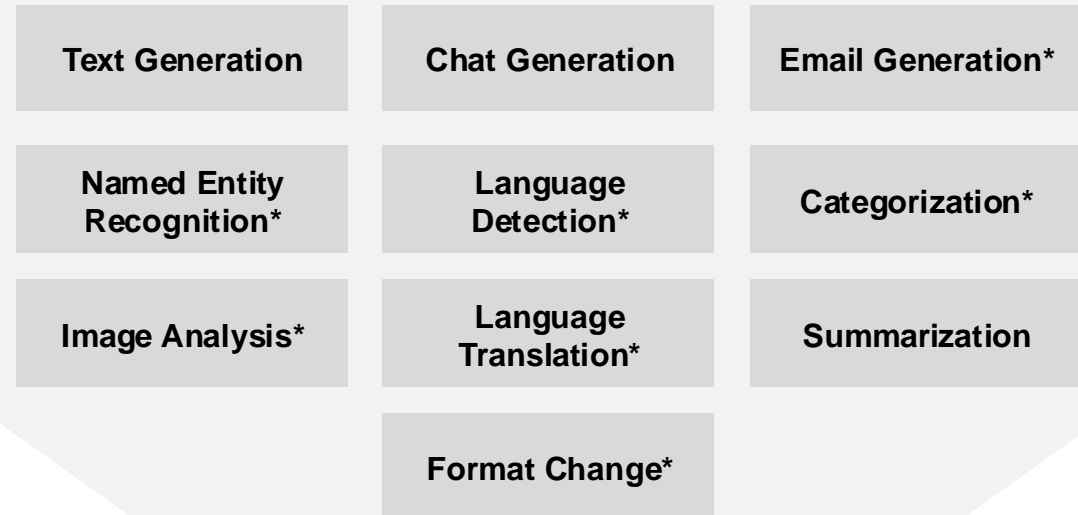 Text Generation
Chat Generation
Email Generation*
Named Entity
Recognition*
Language
Detection*
Categorization*
Image Analysis*
Language
Translation*
Summarization
Format Change*